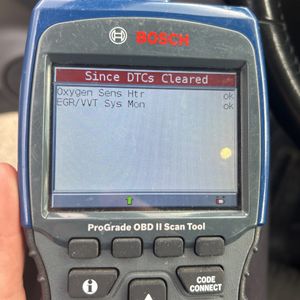 BOSCH
Since DTCs Cleared
Oxygen Sens Htr ok
EGR/VVT Sys Mon ok
ProGrade OBD II Scan Tool
i
CODE
CONNECT